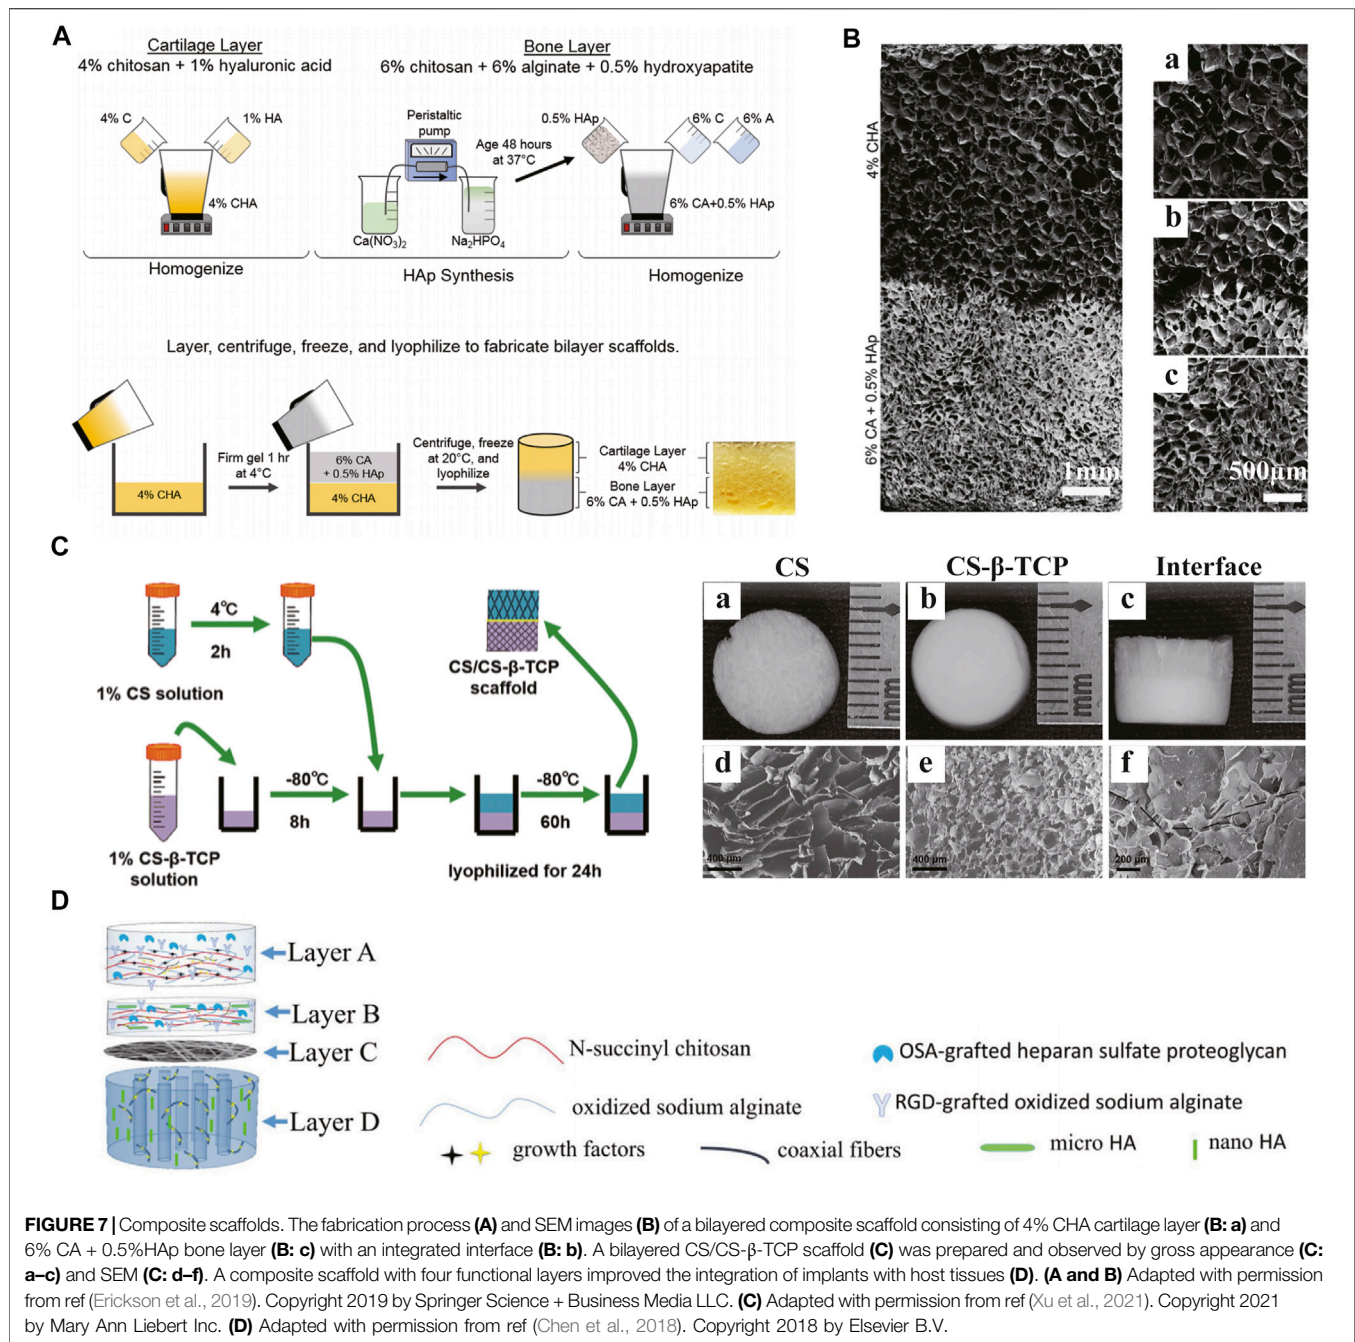 A
Cartilage Layer
4% chitosan + 1% hyaluronic acid
Bone Layer
6% chitosan + 6% alginate + 0.5% hydroxyapatite
4% C
1% HA
4% CHA
Peristaltic
pump
Age 48 hours
at 37°C
0.5% HAp
6% C
6% A
6% CA+0.5% HAp
Ca(NO3)2
Na2HPO4
Homogenize
HAp Synthesis
Homogenize
Layer, centrifuge, freeze, and lyophilize to fabricate bilayer scaffolds.
4% CHA
Firm gel 1 hr
at 4°C
6% CA
+ 0.5% HAp
4% CHA
Centrifuge, freeze
at 20°C, and
lyophilize
Cartilage Layer
4% CHA
Bone Layer
6% CA + 0.5% HAp
B
4% CHA
6% CA + 0.5% HAp
1mm
a
b
c
500µm
C
4°C
2h
1% CS solution
CS/CS-β-TCP
scaffold
1% CS-β-TCP
solution
-80°C
8h
-80°C
60h
lyophilized for 24h
CS
CS-β-TCP
Interface
a
mm
b
mm
c
mm
d
400 µm
e
400 µm
f
200 µm
D
Layer A
Layer B
Layer C
Layer D
N-succinyl chitosan
OSA-grafted heparan sulfate proteoglycan
oxidized sodium alginate
RGD-grafted oxidized sodium alginate
growth factors
coaxial fibers
micro HA
nano HA
FIGURE 7 | Composite scaffolds. The fabrication process (A) and SEM images (B) of a bilayered composite scaffold consisting of 4% CHA cartilage layer (B: a) and
6% CA + 0.5%HAp bone layer (B: c) with an integrated interface (B: b). A bilayered CS/CS-β-TCP scaffold (C) was prepared and observed by gross appearance (C:
a–c) and SEM (C: d–f). A composite scaffold with four functional layers improved the integration of implants with host tissues (D). (A and B) Adapted with permission
from ref (Erickson et al., 2019). Copyright 2019 by Springer Science + Business Media LLC. (C) Adapted with permission from ref (Xu et al., 2021). Copyright 2021
by Mary Ann Liebert Inc. (D) Adapted with permission from ref (Chen et al., 2018). Copyright 2018 by Elsevier B.V.